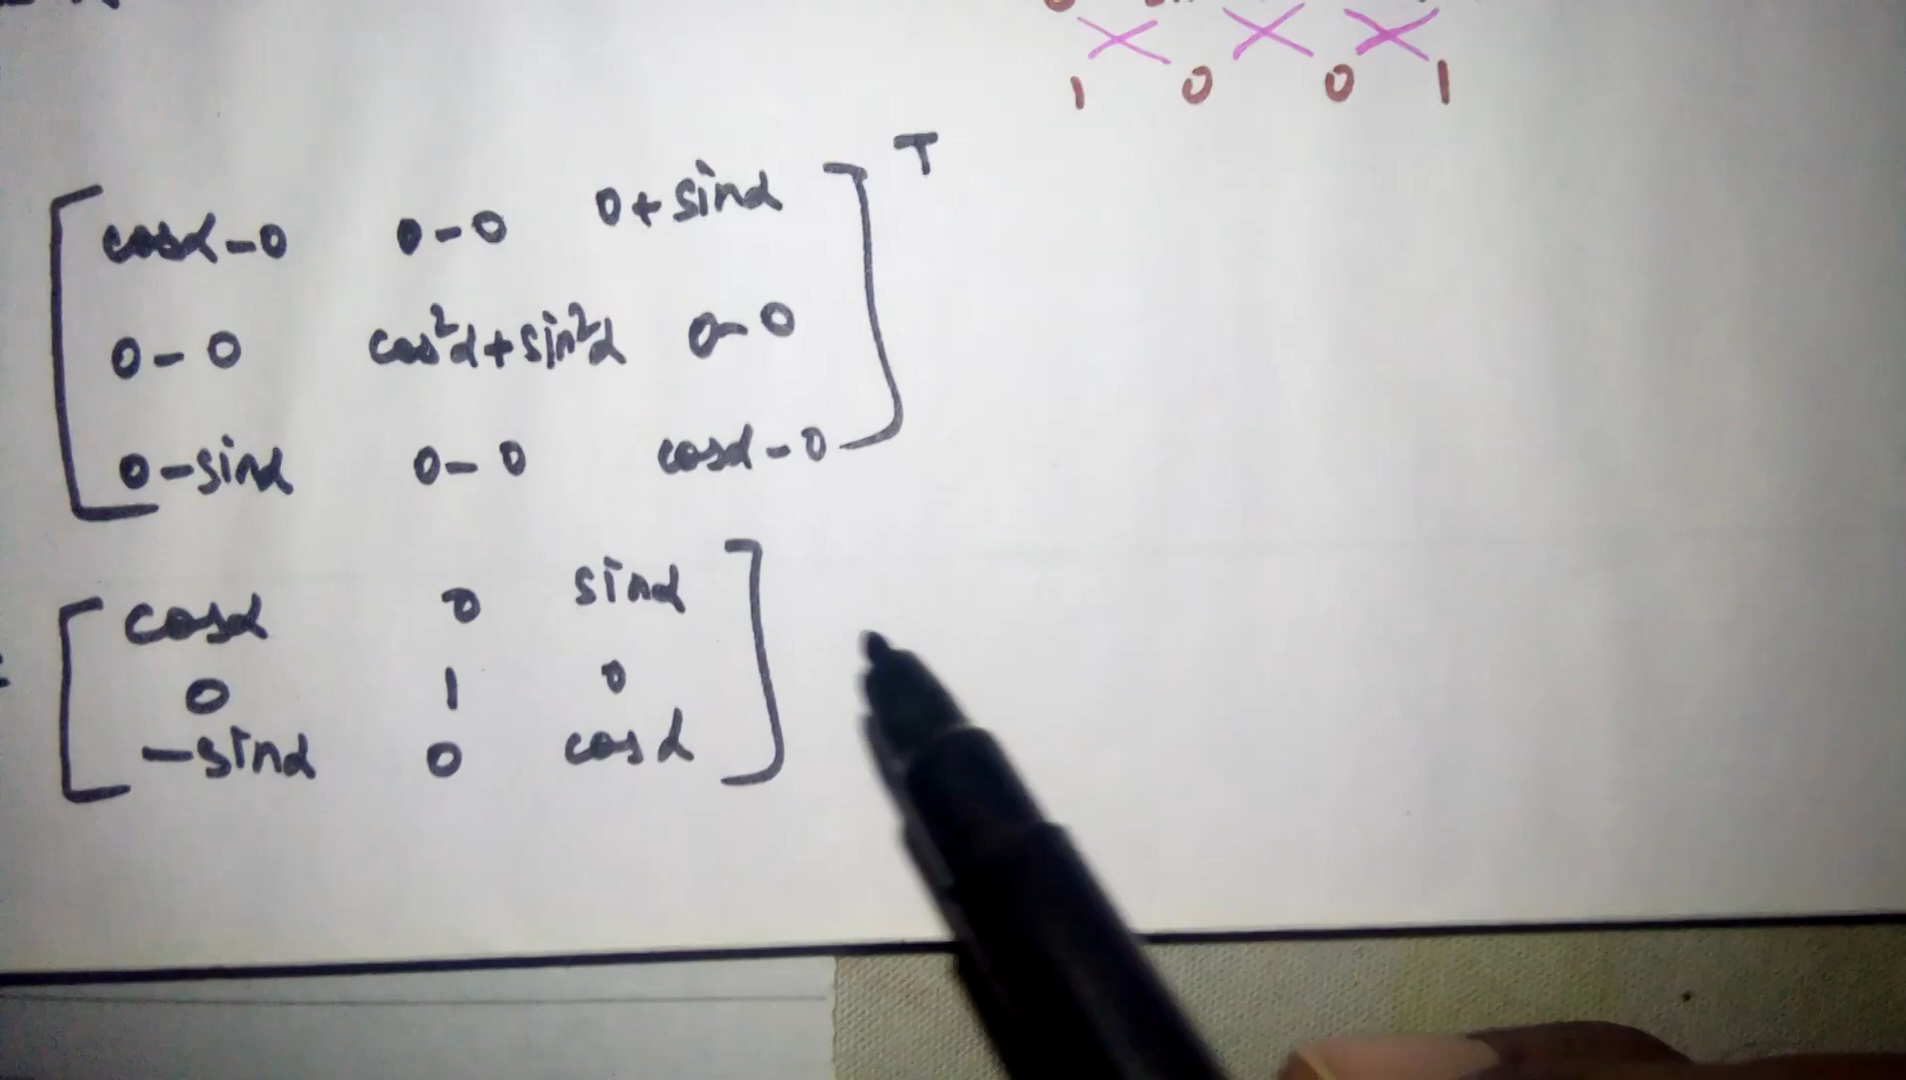 1 0 0 1
[ cosα-0 0-0 0+sinα ]ᵀ
0-0 cos²α+sin²α 0-0
0-sinα 0-0 cosα-0
= [ cosα 0 sinα ]
0 1 0
-sinα 0 cosα